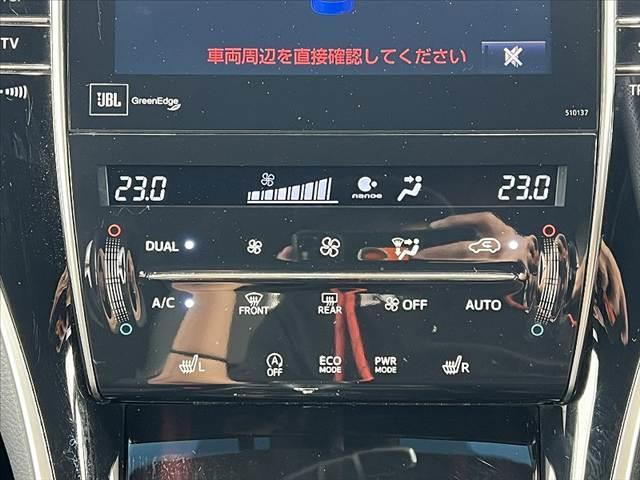 TV
車両周辺を直接確認してください
JBL GreenEdge
510137
23.0 nanoe 23.0
DUAL
A/C FRONT REAR OFF AUTO
L OFF ECO MODE PWR MODE R